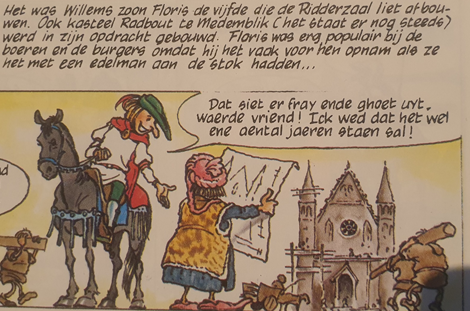 Het was Willems zoon Floris de vijfde die de Ridderzaal liet afbou-
wen. Ook kasteel Radbout te Medemblik (het staat er nog steeds)
werd in zijn opdracht gebouwd. Floris was erg populair bij de
boeren en de burgers omdat hij het vaak voor hen opnam als ze
het met een edelman aan de stok hadden...
Dat siet er fray ende ghoet uyt,
waerde vriend! Ick wed dat het wel
ene aental jaeren staen sal!